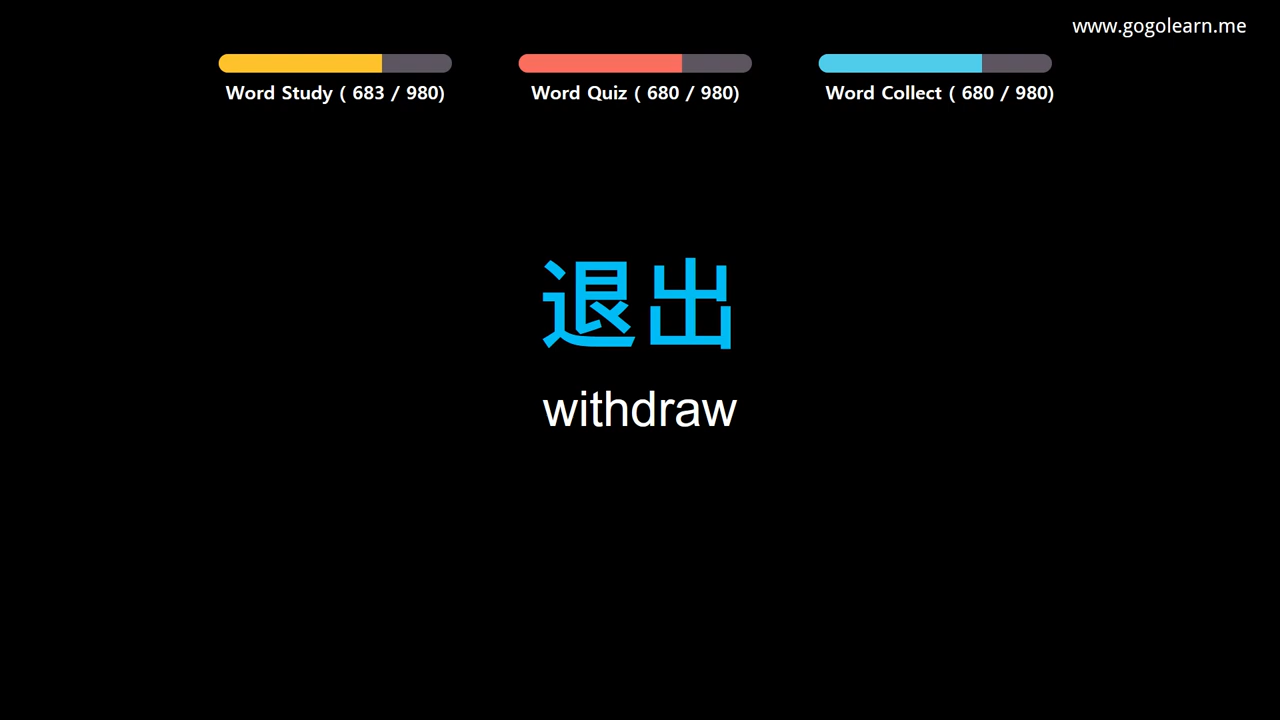 www.gogolearn.me
Word Study ( 683 / 980)
Word Quiz ( 680 / 980)
Word Collect ( 680 / 980)
退出
withdraw